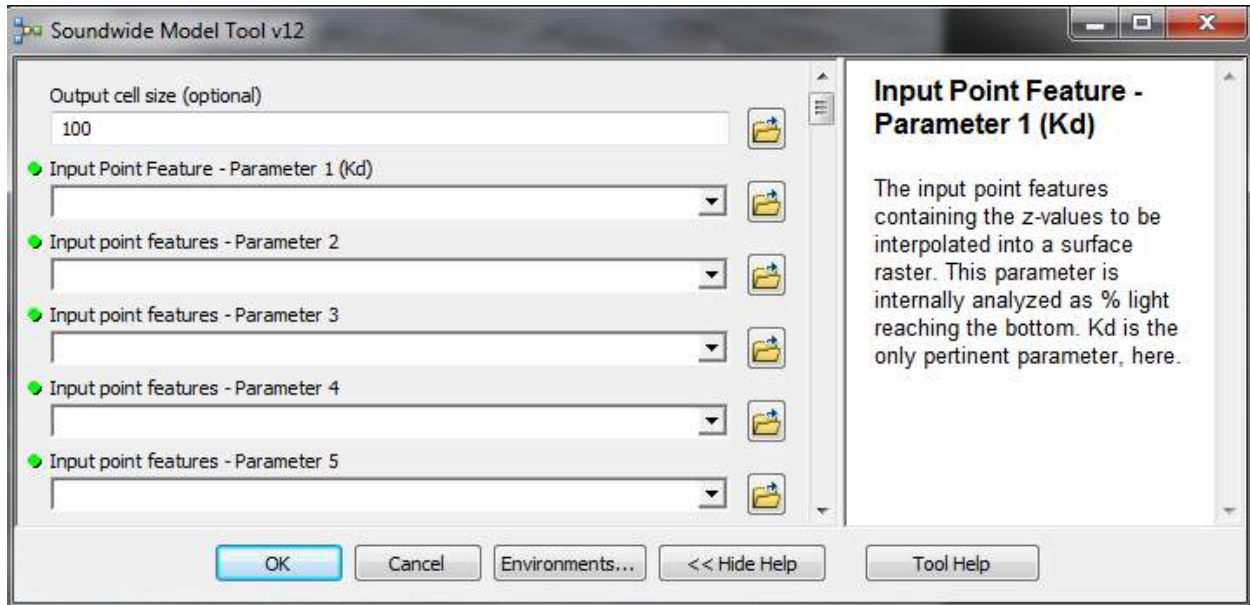 Soundwide Model Tool v12
Output cell size (optional)
100
Input Point Feature - Parameter 1 (Kd)
Input point features - Parameter 2
Input point features - Parameter 3
Input point features - Parameter 4
Input point features - Parameter 5
Input Point Feature -
Parameter 1 (Kd)
The input point features
containing the z-values to be
interpolated into a surface
raster. This parameter is
internally analyzed as % light
reaching the bottom. Kd is the
only pertinent parameter, here.
OK
Cancel
Environments...
<< Hide Help
Tool Help